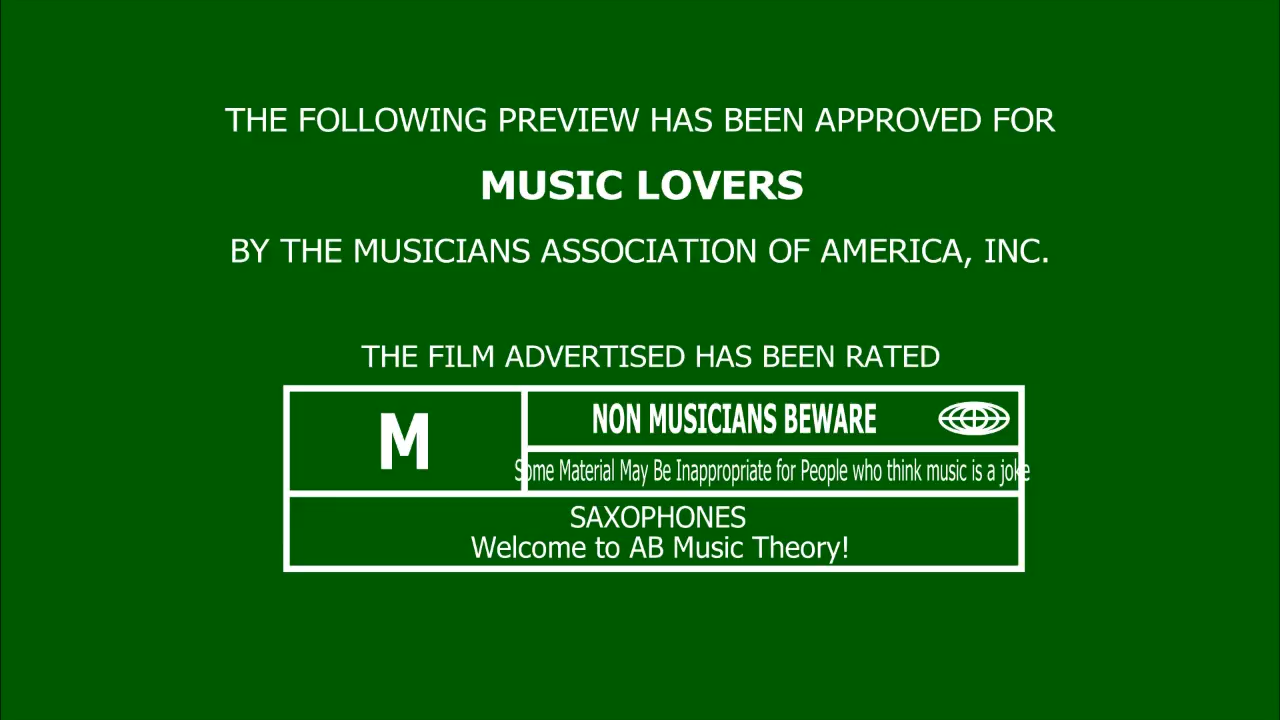 THE FOLLOWING PREVIEW HAS BEEN APPROVED FOR
MUSIC LOVERS
BY THE MUSICIANS ASSOCIATION OF AMERICA, INC.
THE FILM ADVERTISED HAS BEEN RATED
M
NON MUSICIANS BEWARE
Some Material May Be Inappropriate for People who think music is a joke
SAXOPHONES
Welcome to AB Music Theory!